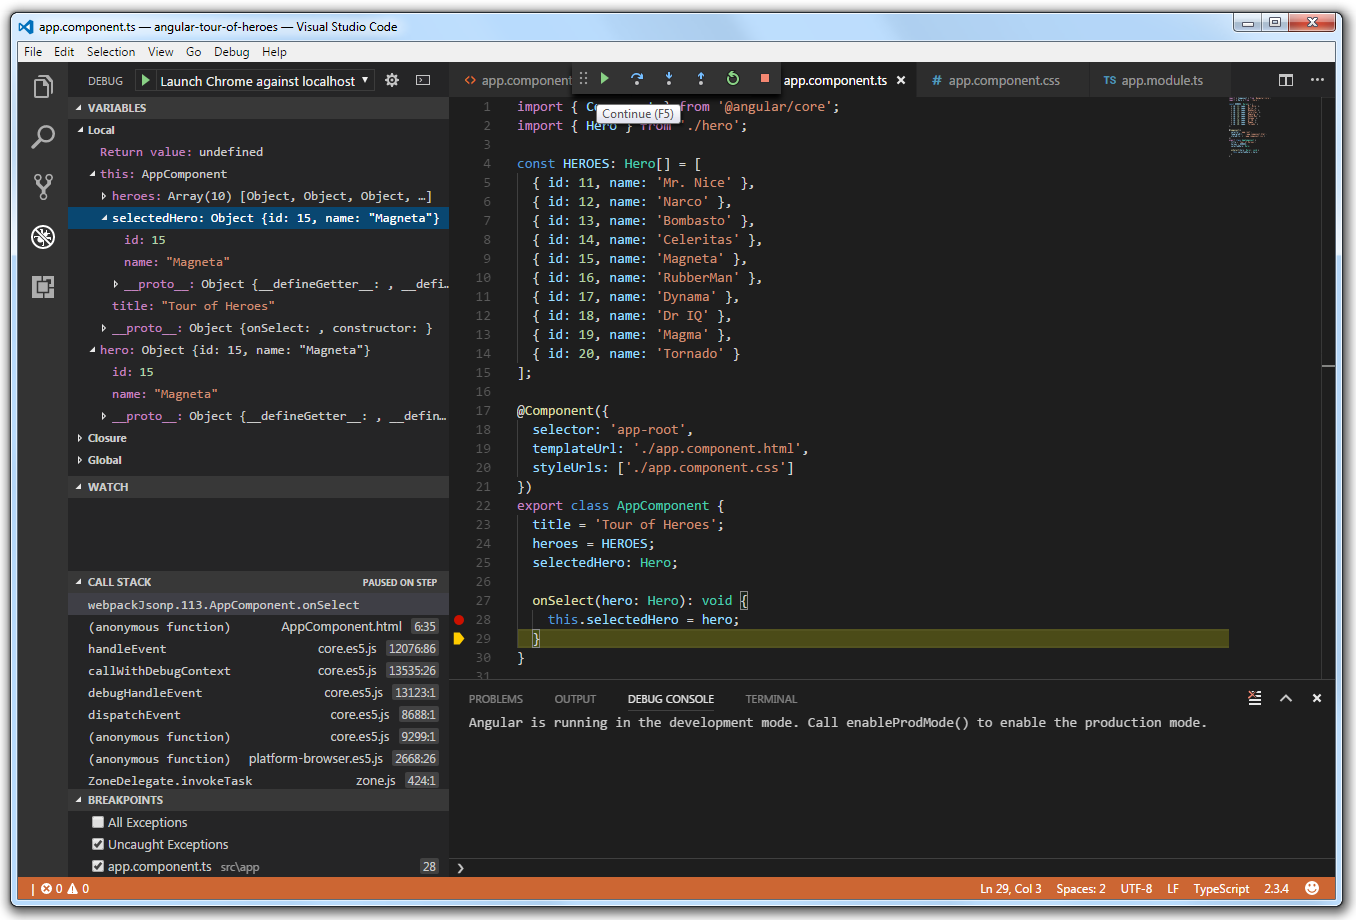 app.component.ts — angular-tour-of-heroes — Visual Studio Code
File Edit Selection View Go Debug Help
DEBUG Launch Chrome against localhost
VARIABLES
Local
Return value: undefined
this: AppComponent
heroes: Array(10) [Object, Object, Object, …]
selectedHero: Object {id: 15, name: "Magneta"}
id: 15
name: "Magneta"
__proto__: Object {__defineGetter__: , __defi…
title: "Tour of Heroes"
__proto__: Object {onSelect: , constructor: }
hero: Object {id: 15, name: "Magneta"}
id: 15
name: "Magneta"
__proto__: Object {__defineGetter__: , __defin…
Closure
Global
WATCH
CALL STACK PAUSED ON STEP
webpackJsonp.113.AppComponent.onSelect
(anonymous function) AppComponent.html 6:35
handleEvent core.es5.js 12076:86
callWithDebugContext core.es5.js 13535:26
debugHandleEvent core.es5.js 13123:1
dispatchEvent core.es5.js 8688:1
(anonymous function) core.es5.js 9299:1
(anonymous function) platform-browser.es5.js 2668:26
ZoneDelegate.invokeTask zone.js 424:1
BREAKPOINTS
All Exceptions
Uncaught Exceptions
app.component.ts src\app 28
<> app.component app.component.ts × # app.component.css TS app.module.ts
Continue (F5)
1 import { C } from '@angular/core';
2 import { Hero } from './hero';
3
4 const HEROES: Hero[] = [
5 { id: 11, name: 'Mr. Nice' },
6 { id: 12, name: 'Narco' },
7 { id: 13, name: 'Bombasto' },
8 { id: 14, name: 'Celeritas' },
9 { id: 15, name: 'Magneta' },
10 { id: 16, name: 'RubberMan' },
11 { id: 17, name: 'Dynama' },
12 { id: 18, name: 'Dr IQ' },
13 { id: 19, name: 'Magma' },
14 { id: 20, name: 'Tornado' }
15 ];
16
17 @Component({
18 selector: 'app-root',
19 templateUrl: './app.component.html',
20 styleUrls: ['./app.component.css']
21 })
22 export class AppComponent {
23 title = 'Tour of Heroes';
24 heroes = HEROES;
25 selectedHero: Hero;
26
27 onSelect(hero: Hero): void {
28 this.selectedHero = hero;
29 }
30 }
31
PROBLEMS OUTPUT DEBUG CONSOLE TERMINAL
Angular is running in the development mode. Call enableProdMode() to enable the production mode.
0 0 Ln 29, Col 3 Spaces: 2 UTF-8 LF TypeScript 2.3.4